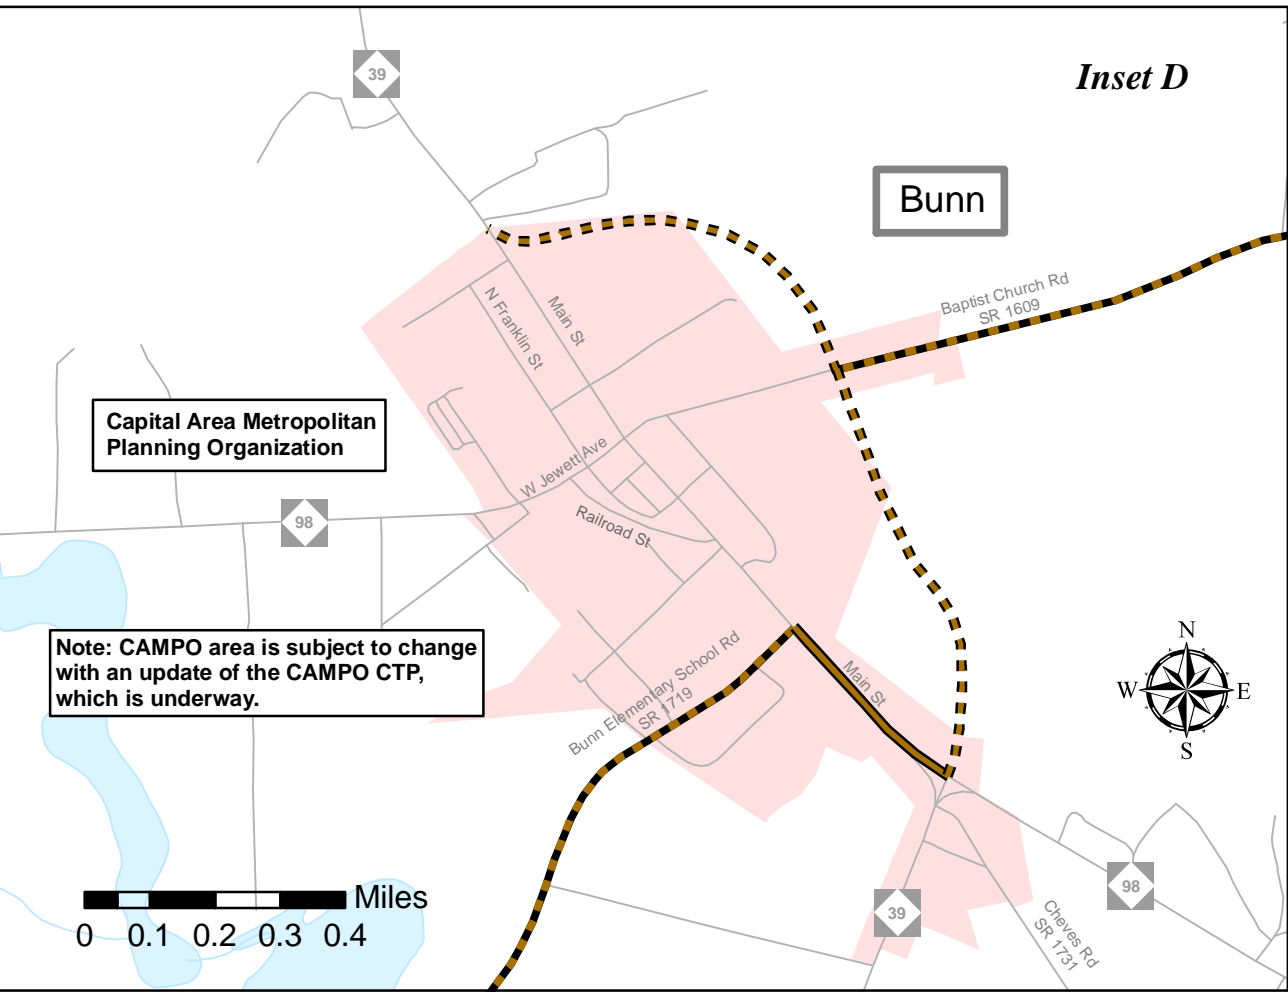 39
Inset D
Bunn
Baptist Church Rd
SR 1609
N Franklin St
Main St
Capital Area Metropolitan
Planning Organization
W Jewett Ave
98
Railroad St
Note: CAMPO area is subject to change
with an update of the CAMPO CTP,
which is underway.
Bunn Elementary School Rd
SR 1719
Main St
N
W
E
S
98
39
Cheves Rd
SR 1731
Miles
0 0.1 0.2 0.3 0.4